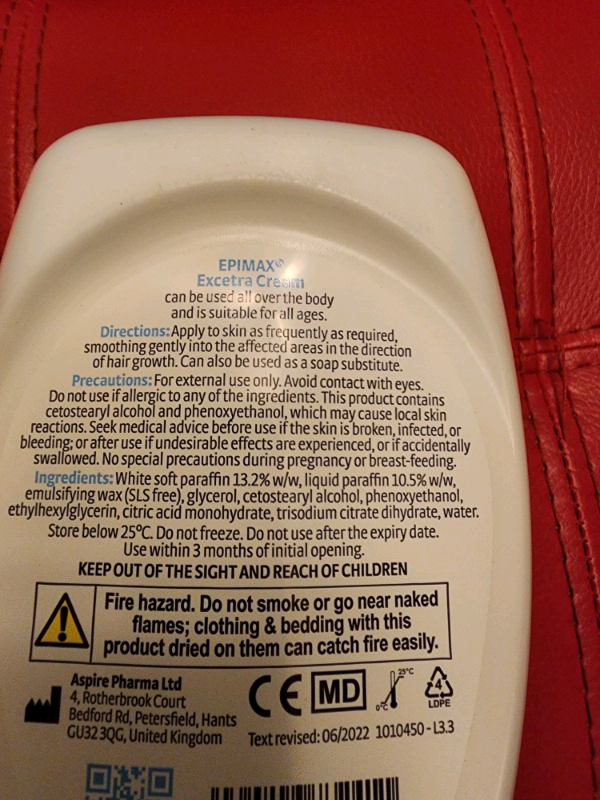 EPIMAX®
Excetra Cream
can be used all over the body
and is suitable for all ages.
Directions: Apply to skin as frequently as required,
smoothing gently into the affected areas in the direction
of hair growth. Can also be used as a soap substitute.
Precautions: For external use only. Avoid contact with eyes.
Do not use if allergic to any of the ingredients. This product contains
cetostearyl alcohol and phenoxyethanol, which may cause local skin
reactions. Seek medical advice before use if the skin is broken, infected, or
bleeding; or after use if undesirable effects are experienced, or if accidentally
swallowed. No special precautions during pregnancy or breast-feeding.
Ingredients: White soft paraffin 13.2% w/w, liquid paraffin 10.5% w/w,
emulsifying wax (SLS free), glycerol, cetostearyl alcohol, phenoxyethanol,
ethylhexylglycerin, citric acid monohydrate, trisodium citrate dihydrate, water.
Store below 25°C. Do not freeze. Do not use after the expiry date.
Use within 3 months of initial opening.
KEEP OUT OF THE SIGHT AND REACH OF CHILDREN
Fire hazard. Do not smoke or go near naked
flames; clothing & bedding with this
product dried on them can catch fire easily.
Aspire Pharma Ltd
4, Rotherbrook Court
Bedford Rd, Petersfield, Hants
GU32 3QG, United Kingdom
CE MD 0°C 25°C 4 LDPE
Text revised: 06/2022 1010450 - L3.3